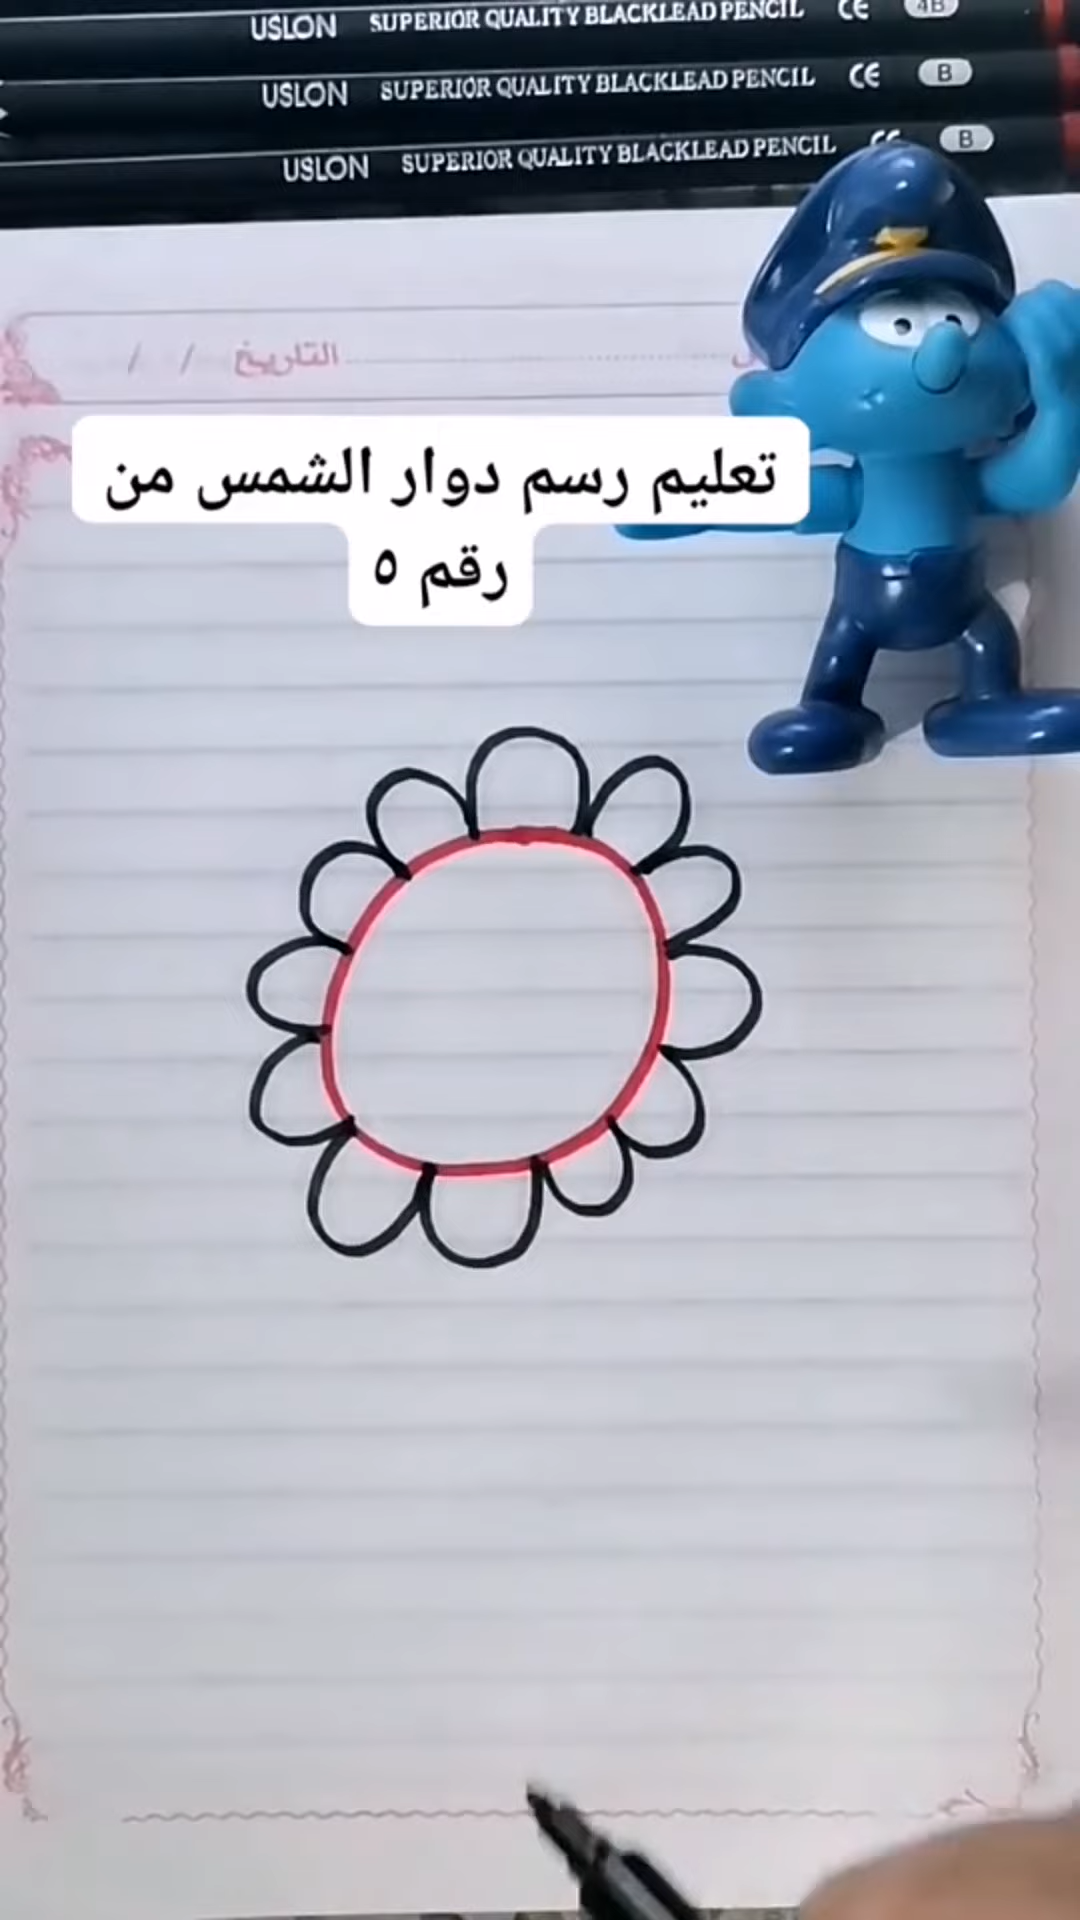 USLON SUPERIOR QUALITY BLACKLEAD PENCIL CE 4B
USLON SUPERIOR QUALITY BLACKLEAD PENCIL CE B
USLON SUPERIOR QUALITY BLACKLEAD PENCIL CE B
التاريخ / /
تعليم رسم دوار الشمس من
رقم ٥